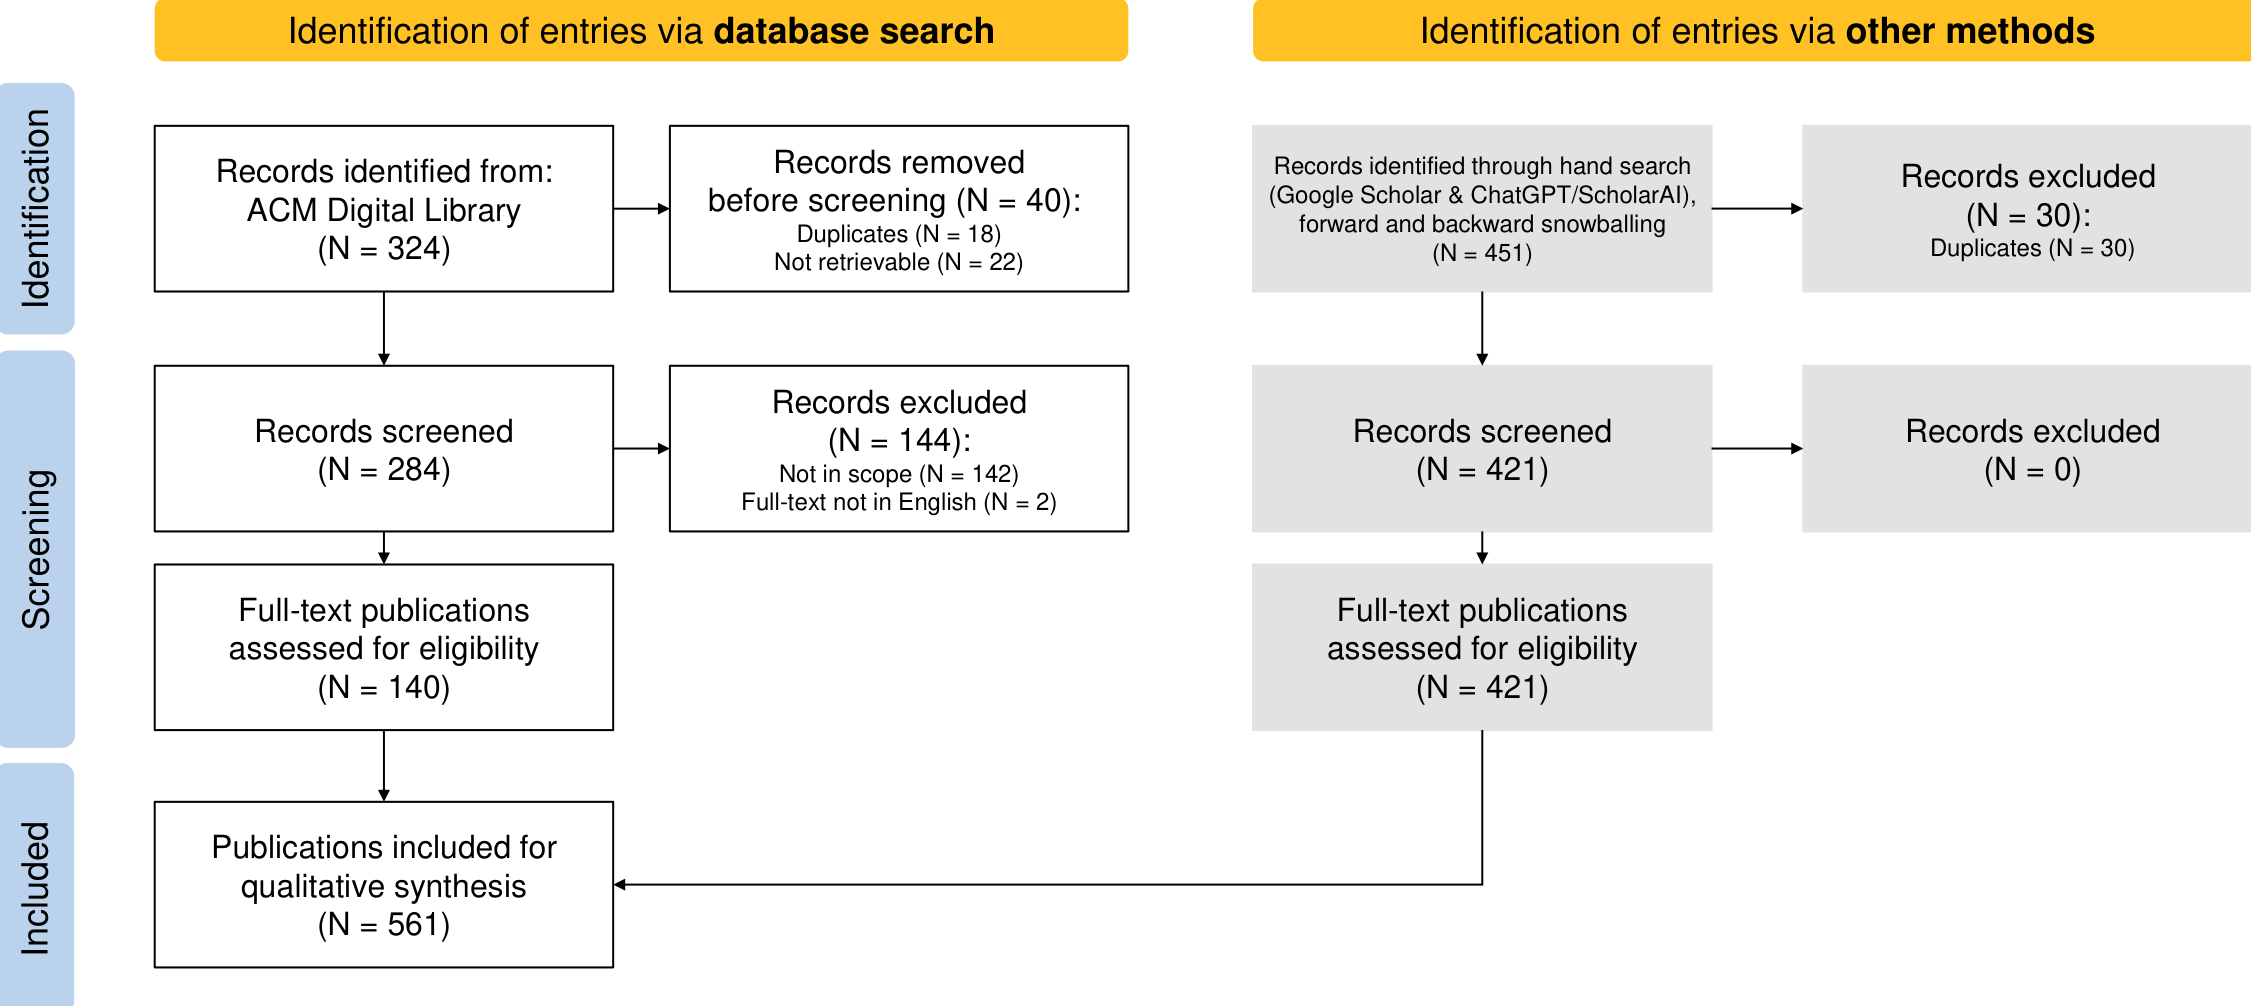 Identification of entries via database search
Identification of entries via other methods
Identification
Records identified from:
ACM Digital Library
(N = 324)
Records removed
before screening (N = 40):
Duplicates (N = 18)
Not retrievable (N = 22)
Records identified through hand search
(Google Scholar & ChatGPT/ScholarAI),
forward and backward snowballing
(N = 451)
Records excluded
(N = 30):
Duplicates (N = 30)
Screening
Records screened
(N = 284)
Records excluded
(N = 144):
Not in scope (N = 142)
Full-text not in English (N = 2)
Records screened
(N = 421)
Records excluded
(N = 0)
Full-text publications
assessed for eligibility
(N = 140)
Full-text publications
assessed for eligibility
(N = 421)
Included
Publications included for
qualitative synthesis
(N = 561)